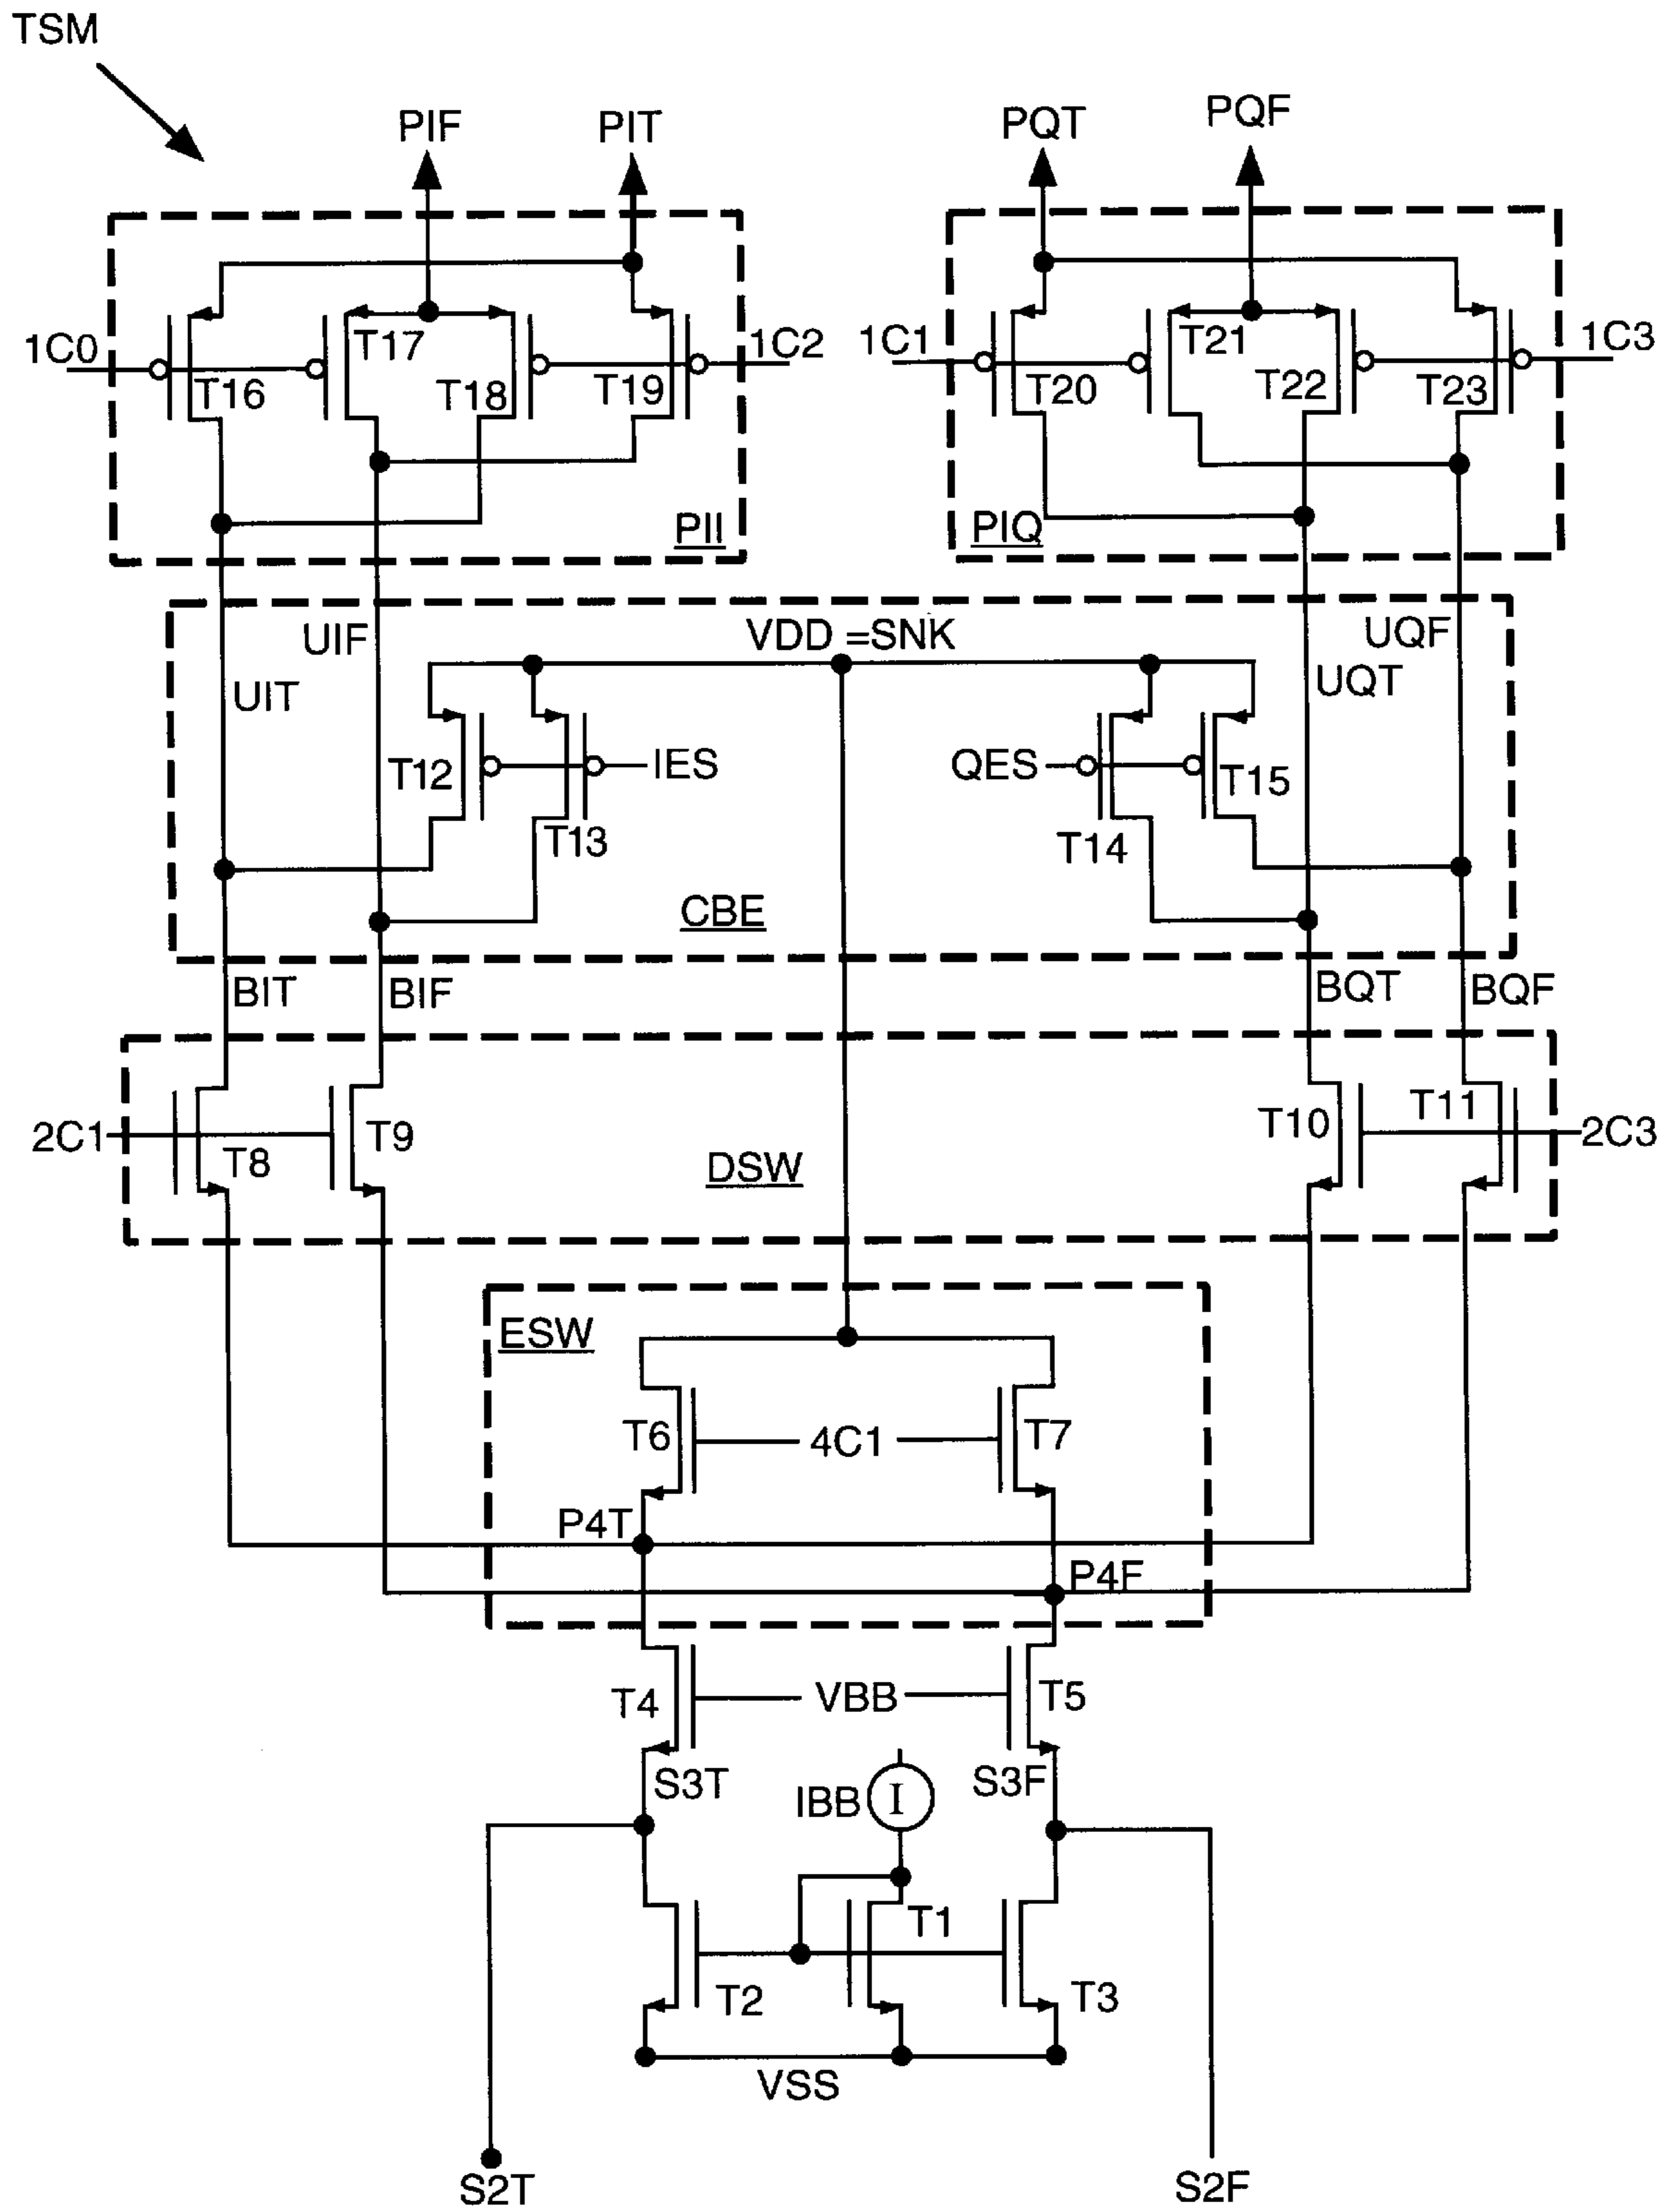 TSM
PIF
PIT
PQT
PQF
1C0
T16
T17
T18
T19
1C2
1C1
T20
T21
T22
T23
1C3
PII
PIQ
UIF
VDD =SNK
UQF
UIT
UQT
T12
IES
QES
T15
T13
T14
CBE
BIT
BIF
BQT
BQF
2C1
T8
T9
T10
T11
2C3
DSW
ESW
T6
4C1
T7
P4T
P4F
T4
VBB
T5
S3T
IBB
I
S3F
T1
T2
T3
VSS
S2T
S2F